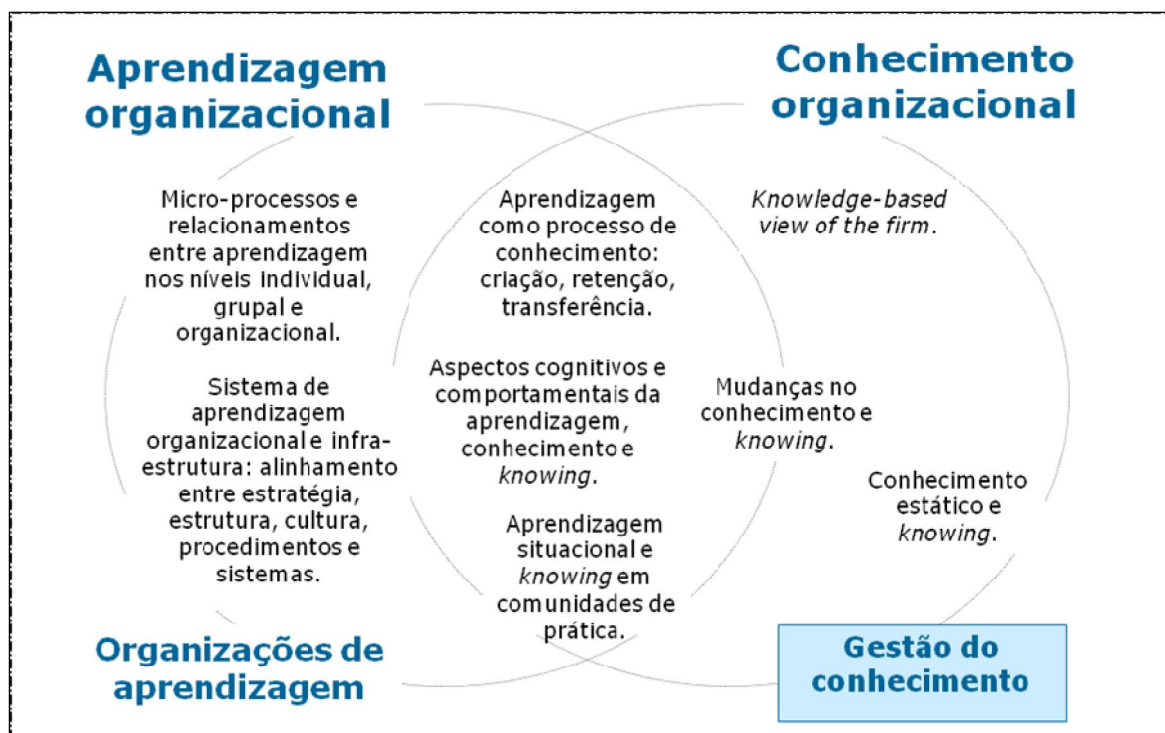 Aprendizagem
organizacional
Conhecimento
organizacional
Micro-processos e
relacionamentos
entre aprendizagem
nos níveis individual,
grupal e
organizacional.
Aprendizagem
como processo de
conhecimento:
criação, retenção,
transferência.
Knowledge-based
view of the firm.
Sistema de
aprendizagem
organizacional e infra-
estrutura: alinhamento
entre estratégia,
estrutura, cultura,
procedimentos e
sistemas.
Aspectos cognitivos e
comportamentais da
aprendizagem,
conhecimento e
knowing.
Mudanças no
conhecimento e
knowing.
Conhecimento
estático e
knowing.
Aprendizagem
situacional e
knowing em
comunidades de
prática.
Organizações de
aprendizagem
Gestão do
conhecimento